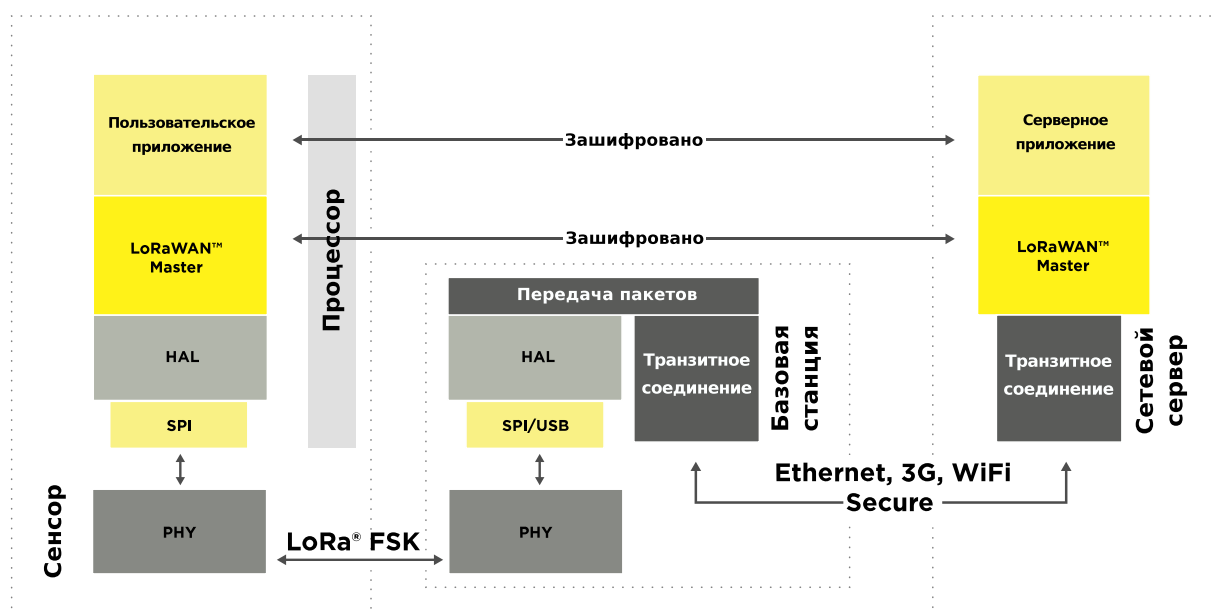 Пользовательское
приложение
LoRaWAN™
Master
HAL
SPI
PHY
Сенсор
Процессор
Зашифровано
Зашифровано
LoRa® FSK
Передача пакетов
HAL
SPI/USB
PHY
Транзитное
соединение
Базовая
станция
Ethernet, 3G, WiFi
Secure
Серверное
приложение
LoRaWAN™
Master
Транзитное
соединение
Сетевой
сервер